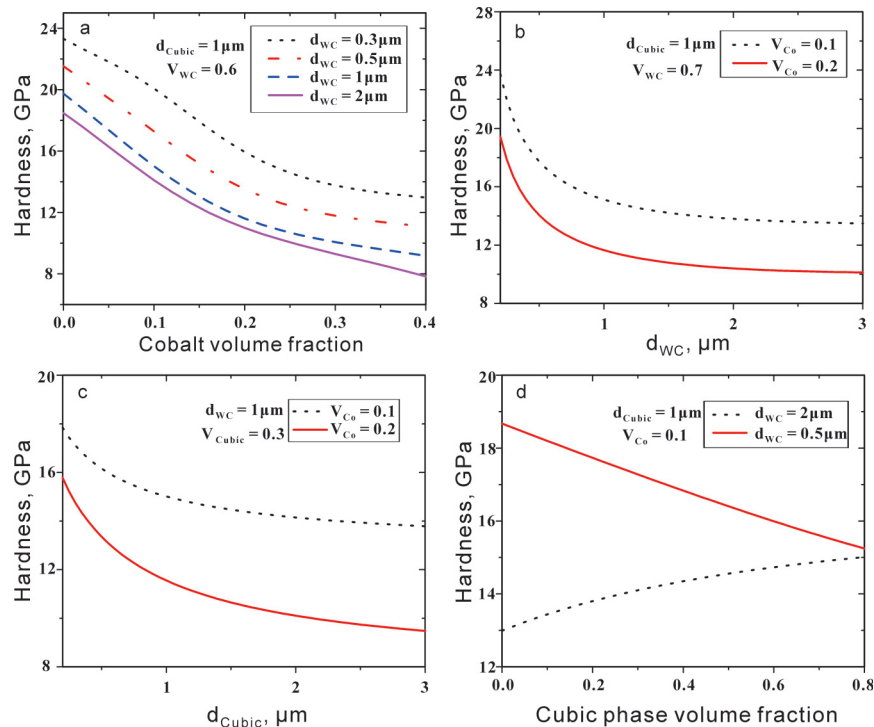 a
d_Cubic = 1μm
V_WC = 0.6
d_WC = 0.3μm
d_WC = 0.5μm
d_WC = 1μm
d_WC = 2μm
Hardness, GPa
24
20
16
12
8
0.0 0.1 0.2 0.3 0.4
Cobalt volume fraction
b
d_Cubic = 1μm
V_WC = 0.7
V_Co = 0.1
V_Co = 0.2
Hardness, GPa
28
24
20
16
12
8
1 2 3
d_WC, μm
c
d_WC = 1μm
V_Cubic = 0.3
V_Co = 0.1
V_Co = 0.2
Hardness, GPa
20
16
12
8
1 2 3
d_Cubic, μm
d
d_Cubic = 1μm
V_Co = 0.1
d_WC = 2μm
d_WC = 0.5μm
Hardness, GPa
20
18
16
14
12
0.0 0.2 0.4 0.6 0.8
Cubic phase volume fraction